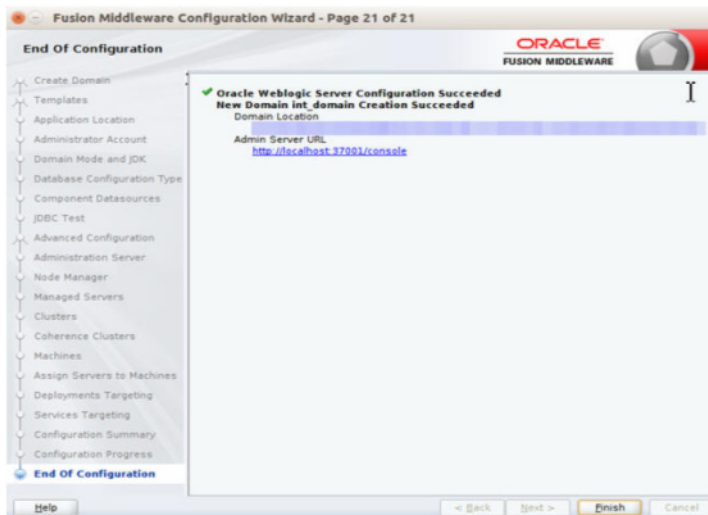 Fusion Middleware Configuration Wizard - Page 21 of 21
End Of Configuration
ORACLE
FUSION MIDDLEWARE
Create Domain
Templates
Application Location
Administrator Account
Domain Mode and JDK
Database Configuration Type
Component Datasources
JDBC Test
Advanced Configuration
Administration Server
Node Manager
Managed Servers
Clusters
Coherence Clusters
Machines
Assign Servers to Machines
Deployments Targeting
Services Targeting
Configuration Summary
Configuration Progress
End Of Configuration
Oracle Weblogic Server Configuration Succeeded
New Domain int_domain Creation Succeeded
Domain Location
Admin Server URL
http://localhost:37001/console
Help
< Back
Next >
Finish
Cancel